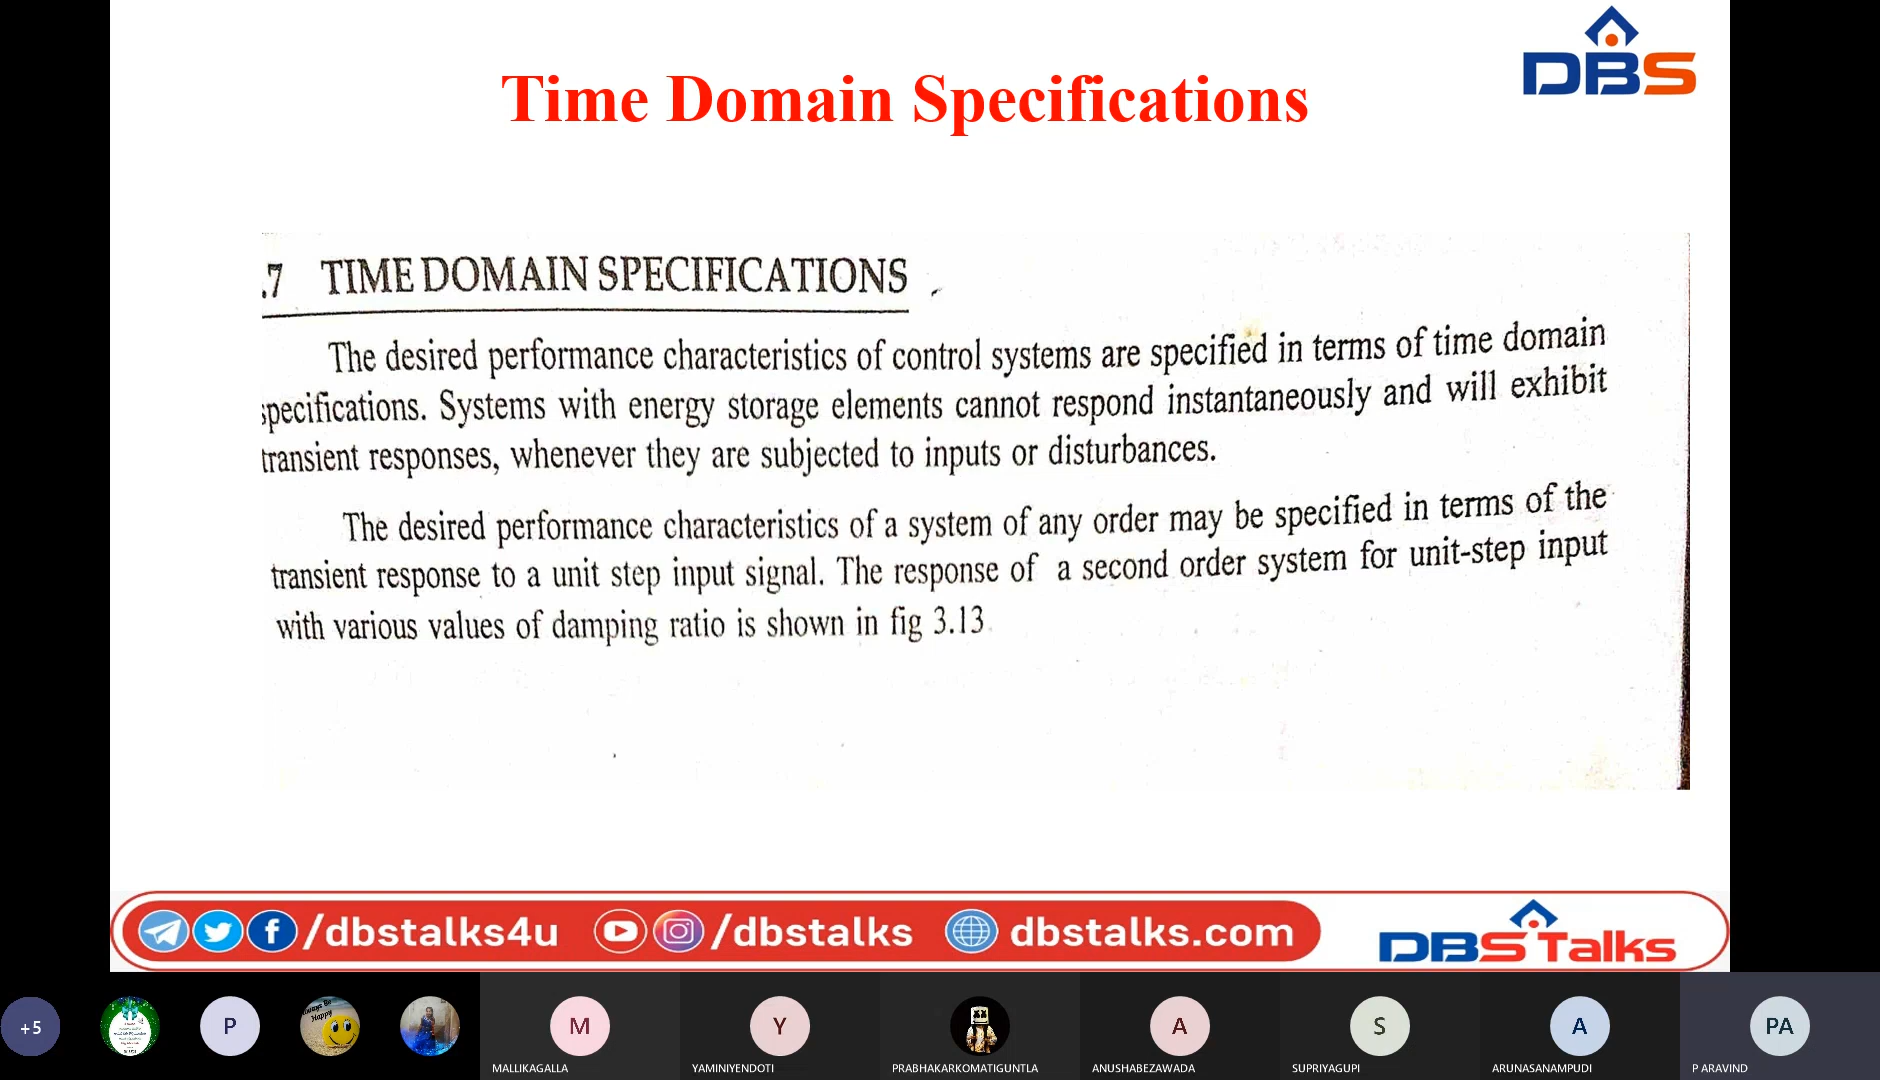 DBS
Time Domain Specifications
.7 TIME DOMAIN SPECIFICATIONS
The desired performance characteristics of control systems are specified in terms of time domain
specifications. Systems with energy storage elements cannot respond instantaneously and will exhibit
transient responses, whenever they are subjected to inputs or disturbances.
The desired performance characteristics of a system of any order may be specified in terms of the
transient response to a unit step input signal. The response of a second order system for unit-step input
with various values of damping ratio is shown in fig 3.13
/dbstalks4u /dbstalks dbstalks.com DBS Talks
+5 P M Y A S A PA
MALLIKAGALLA YAMINIYENDOTI PRABHAKARKOMATIGUNTLA ANUSHABEZAWADA SUPRIYAGUPI ARUNASANAMPUDI P ARAVIND